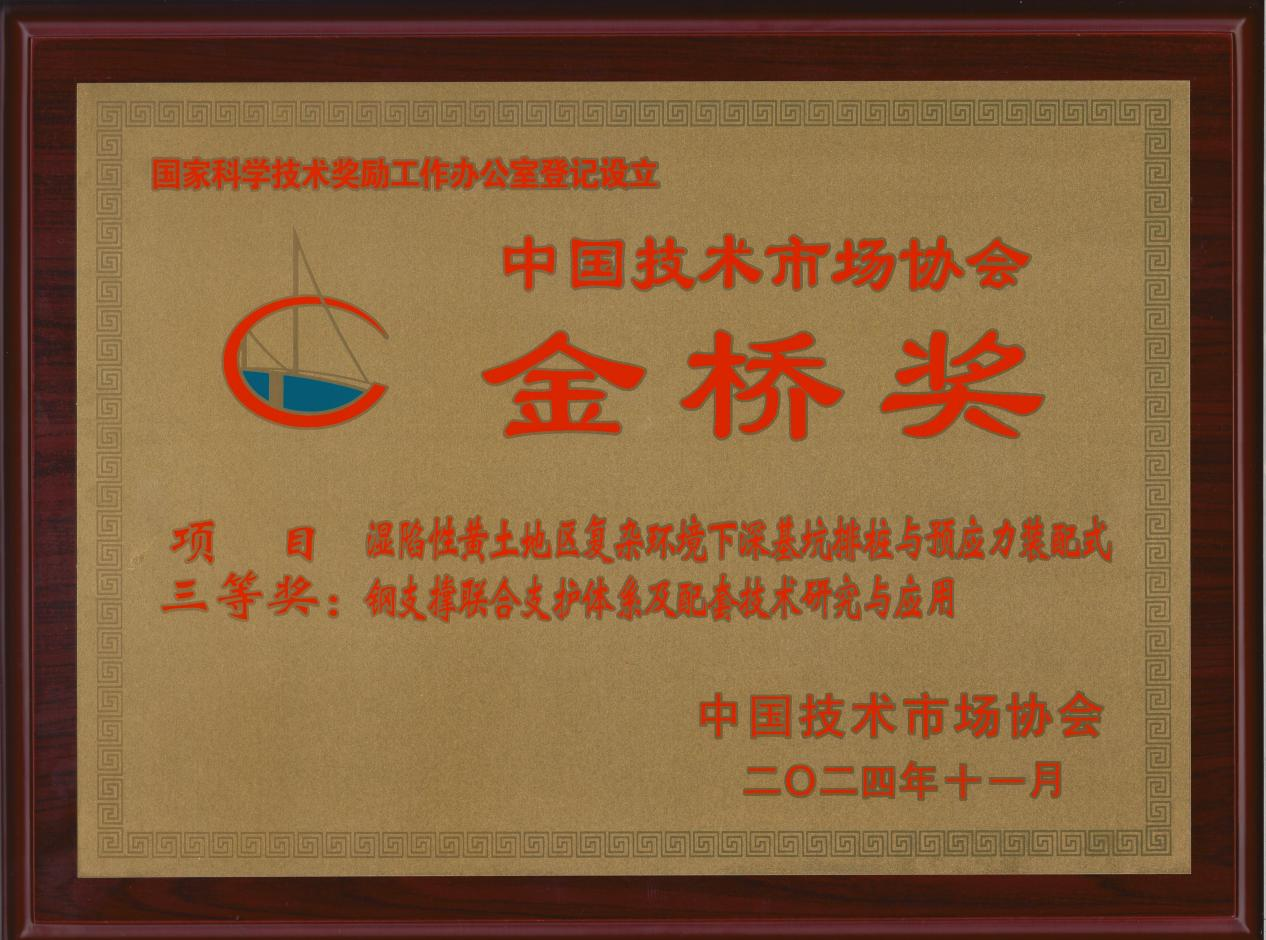 国家科学技术奖励工作办公室登记设立
中国技术市场协会
金桥奖
项目 湿陷性黄土地区复杂环境下深基坑排桩与预应力装配式
三等奖：钢支撑联合支护体系及配套技术研究与应用
中国技术市场协会
二〇二四年十一月